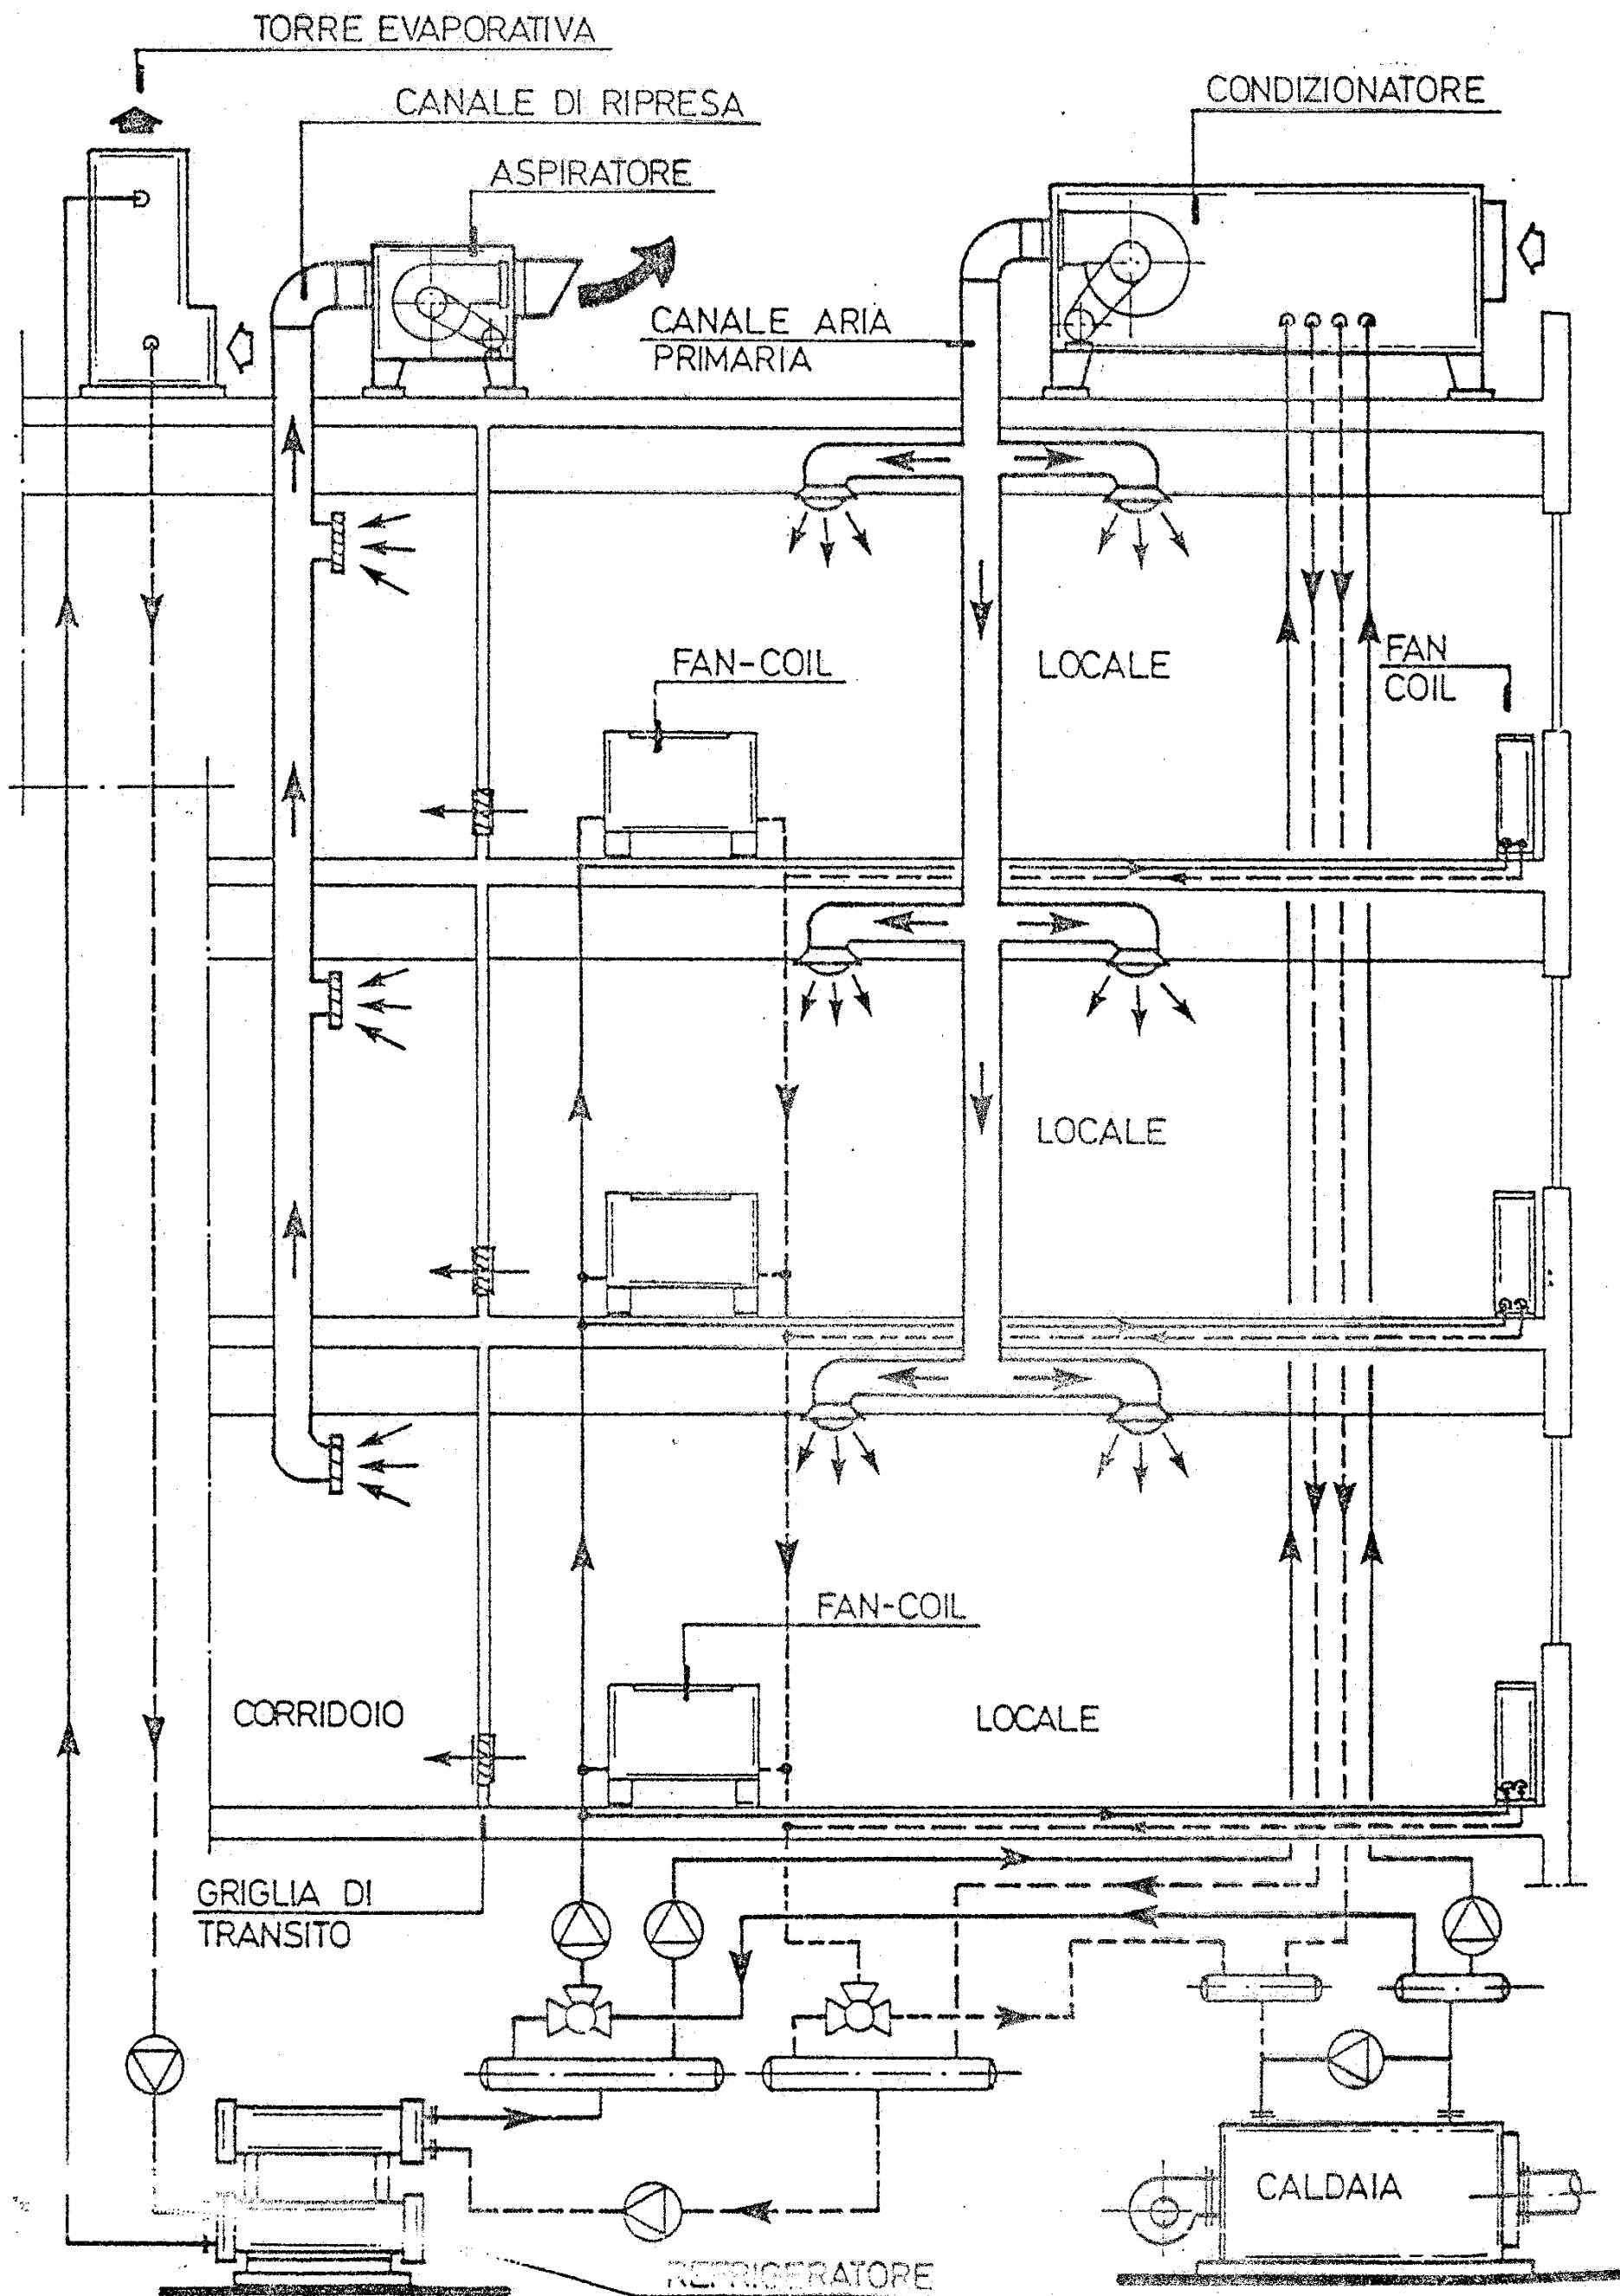 TORRE EVAPORATIVA
CANALE DI RIPRESA
CONDIZIONATORE
ASPIRATORE
CANALE ARIA
PRIMARIA
FAN-COIL
LOCALE
FAN
COIL
LOCALE
FAN-COIL
CORRIDOIO
LOCALE
GRIGLIA DI
TRANSITO
CALDAIA
REFRIGERATORE